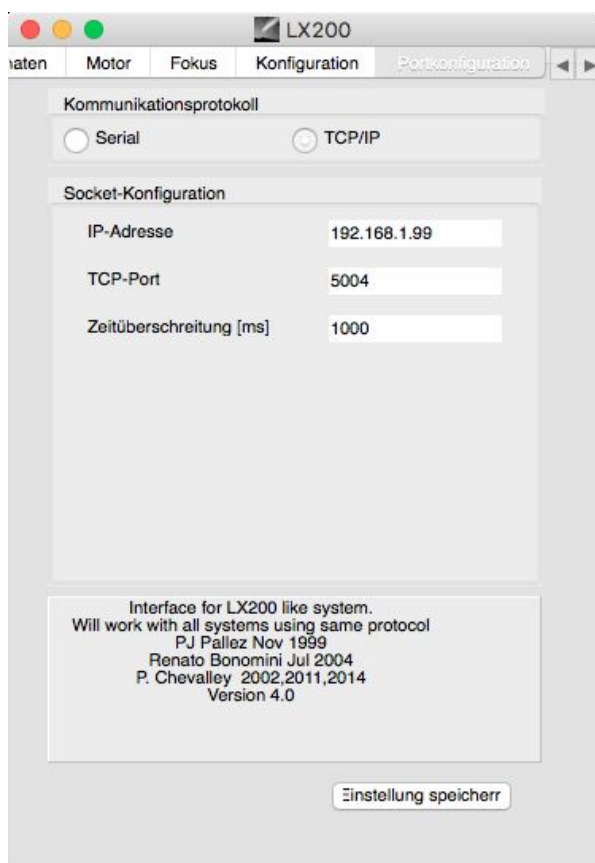 LX200
naten Motor Fokus Konfiguration Portkonfiguration
Kommunikationsprotokoll
Serial TCP/IP
Socket-Konfiguration
IP-Adresse 192.168.1.99
TCP-Port 5004
Zeitüberschreitung [ms] 1000
Interface for LX200 like system.
Will work with all systems using same protocol
PJ Pallez Nov 1999
Renato Bonomini Jul 2004
P. Chevalley 2002,2011,2014
Version 4.0
Einstellung speicherr